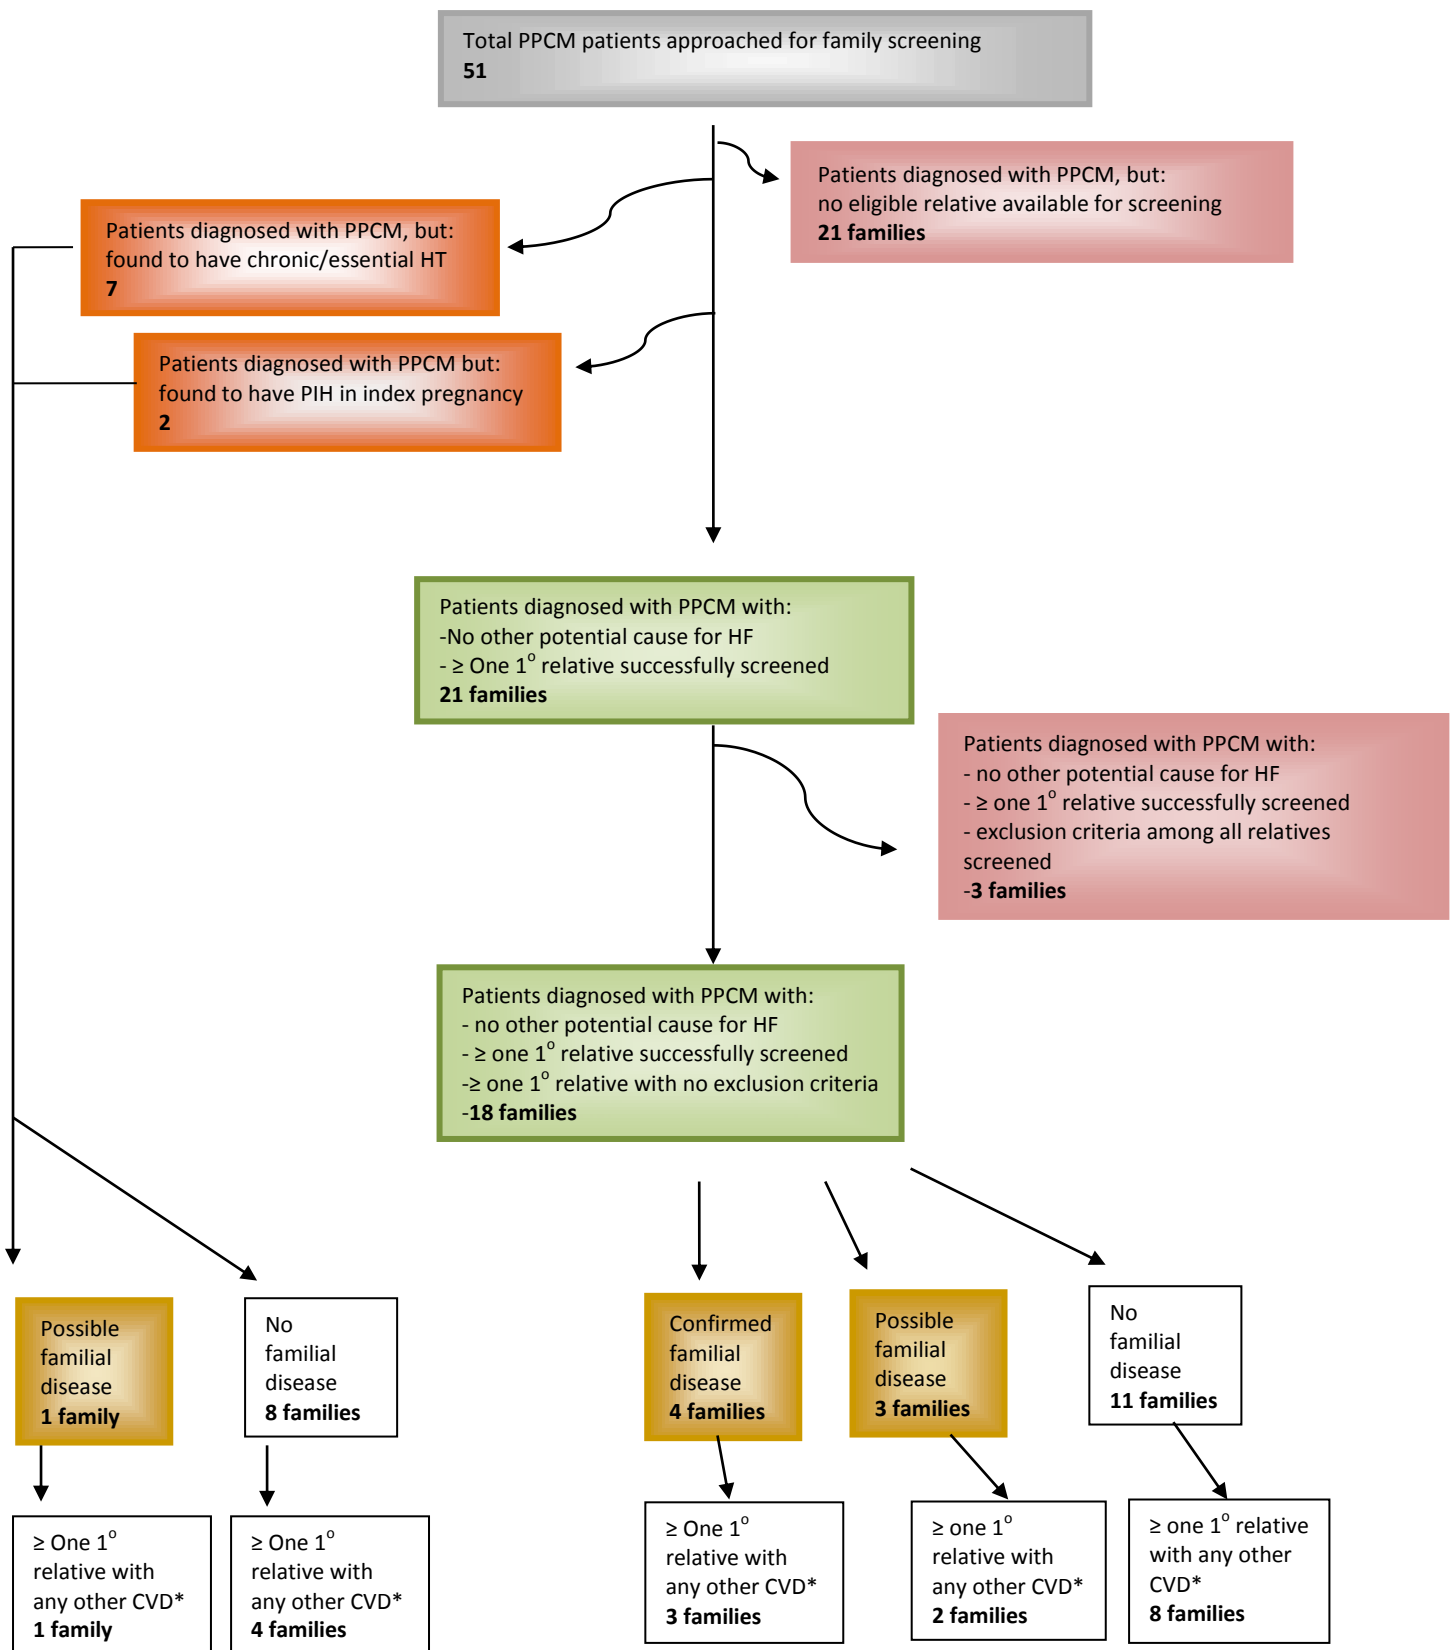 Total PPCM patients approached for family screening
51
Patients diagnosed with PPCM, but:
no eligible relative available for screening
21 families
Patients diagnosed with PPCM, but:
found to have chronic/essential HT
7
Patients diagnosed with PPCM but:
found to have PIH in index pregnancy
2
Patients diagnosed with PPCM with:
-No other potential cause for HF
- ≥ One 1° relative successfully screened
21 families
Patients diagnosed with PPCM with:
- no other potential cause for HF
- ≥ one 1° relative successfully screened
- exclusion criteria among all relatives
screened
-3 families
Patients diagnosed with PPCM with:
- no other potential cause for HF
- ≥ one 1° relative successfully screened
-≥ one 1° relative with no exclusion criteria
-18 families
Possible
familial
disease
1 family
No
familial
disease
8 families
Confirmed
familial
disease
4 families
Possible
familial
disease
3 families
No
familial
disease
11 families
≥ One 1°
relative with
any other CVD*
1 family
≥ One 1°
relative with
any other CVD*
4 families
≥ One 1°
relative with
any other CVD*
3 families
≥ one 1°
relative with
any other CVD*
2 families
≥ one 1° relative
with any other
CVD*
8 families